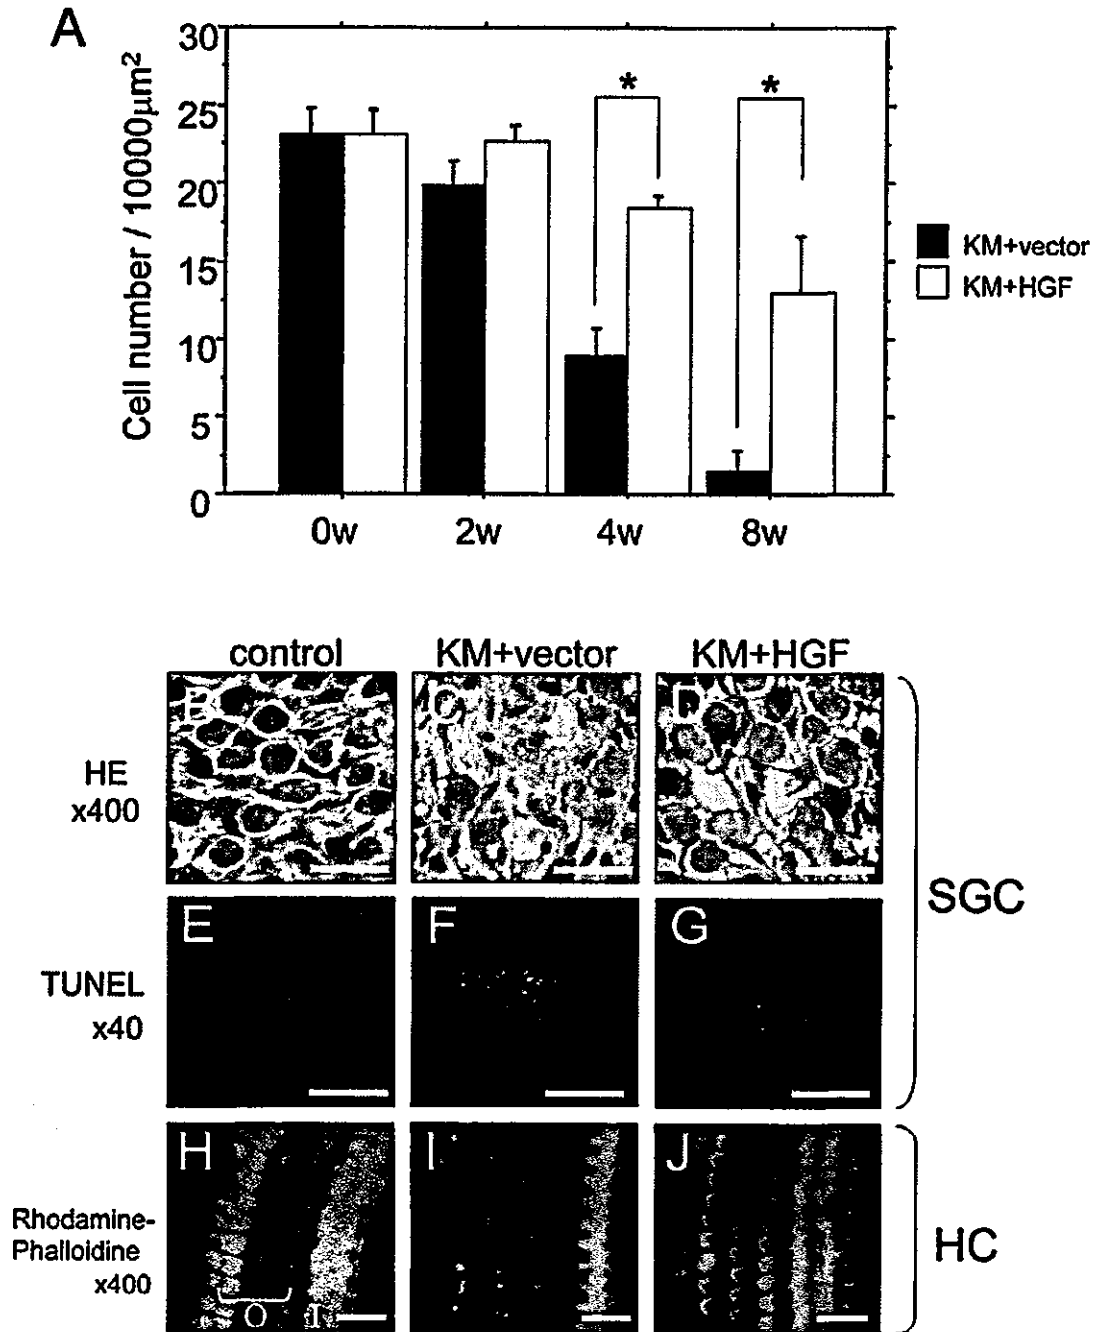 A
30
25
20
15
10
5
0
Cell number / 10000µm²
*
*
0w
2w
4w
8w
KM+vector
KM+HGF
control
KM+vector
KM+HGF
HE
x400
B
C
D
SGC
TUNEL
x40
E
F
G
Rhodamine-
Phalloidine
x400
H
I
J
O
I
HC